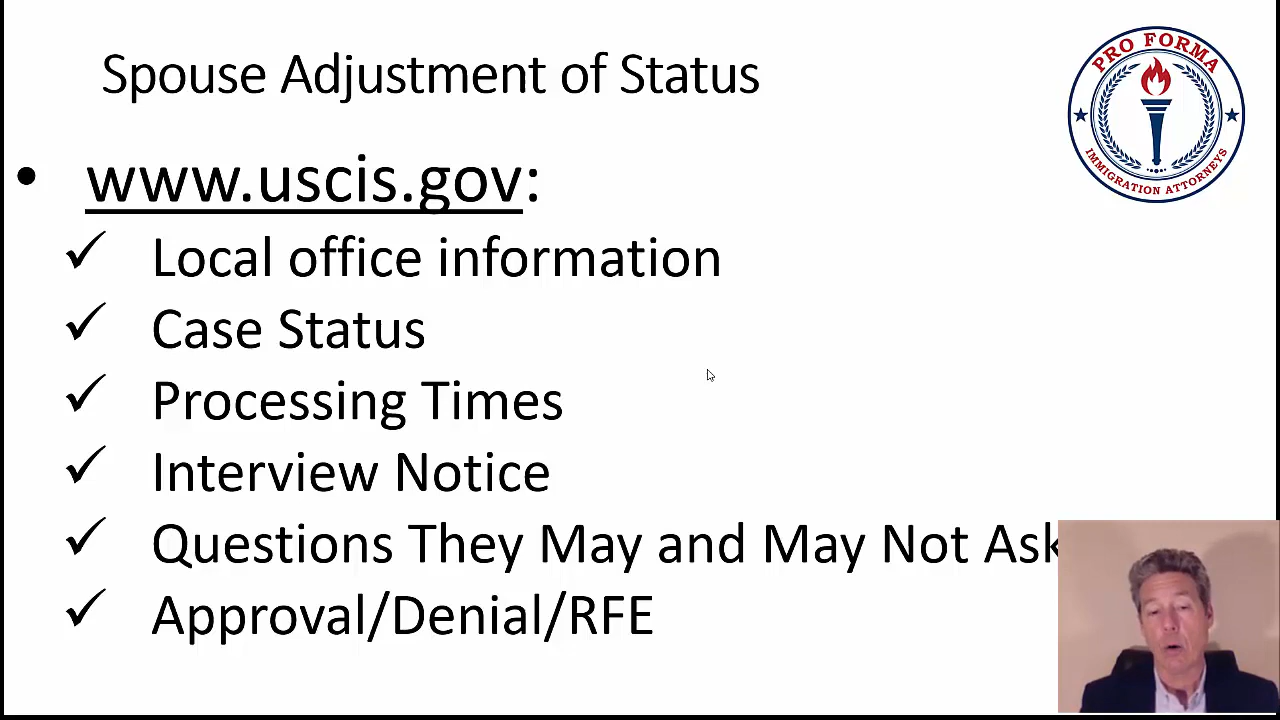 Spouse Adjustment of Status
PRO FORMA
IMMIGRATION ATTORNEYS
• www.uscis.gov:
✓ Local office information
✓ Case Status
✓ Processing Times
✓ Interview Notice
✓ Questions They May and May Not Ask
✓ Approval/Denial/RFE